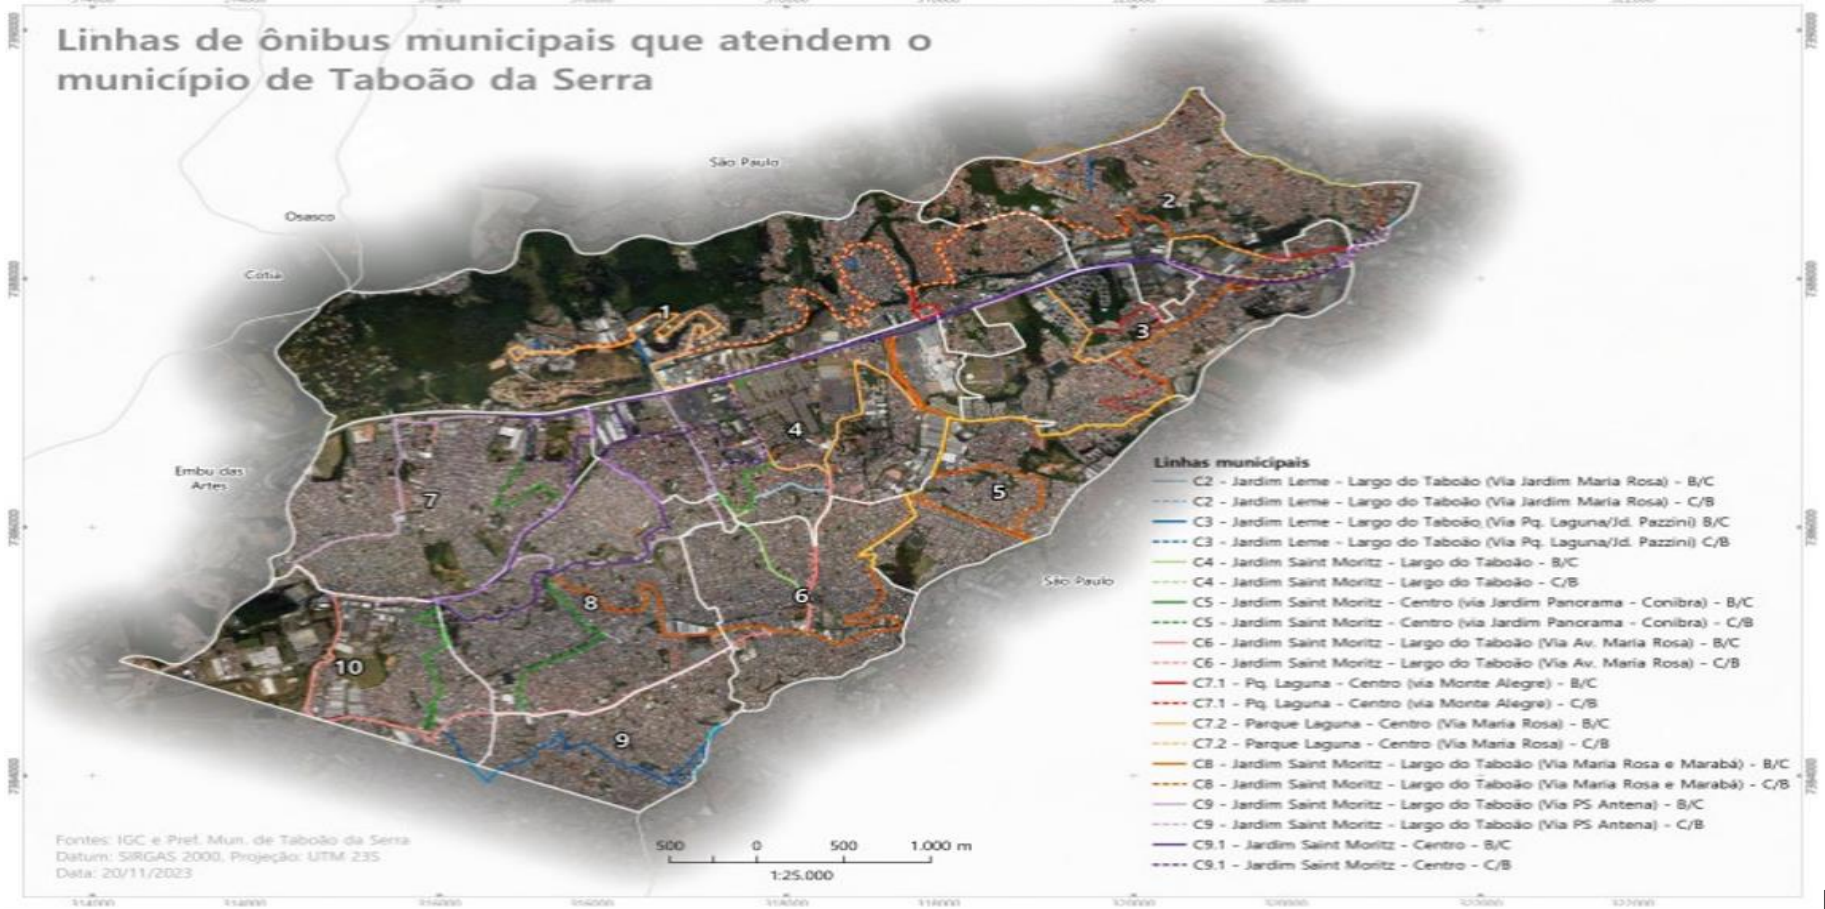 Linhas de ônibus municipais que atendem o
município de Taboão da Serra
São Paulo
Osasco
Cotia
Embu das
Artes
São Paulo
1
2
3
4
5
6
7
8
9
10
Linhas municipais
C2 - Jardim Leme - Largo do Taboão (Via Jardim Maria Rosa) - B/C
C2 - Jardim Leme - Largo do Taboão (Via Jardim Maria Rosa) - C/B
C3 - Jardim Leme - Largo do Taboão (Via Pq. Laguna/Jd. Pazzini) B/C
C3 - Jardim Leme - Largo do Taboão (Via Pq. Laguna/Jd. Pazzini) C/B
C4 - Jardim Saint Moritz - Largo do Taboão - B/C
C4 - Jardim Saint Moritz - Largo do Taboão - C/B
C5 - Jardim Saint Moritz - Centro (via Jardim Panorama - Conibra) - B/C
C5 - Jardim Saint Moritz - Centro (via Jardim Panorama - Conibra) - C/B
C6 - Jardim Saint Moritz - Largo do Taboão (Via Av. Maria Rosa) - B/C
C6 - Jardim Saint Moritz - Largo do Taboão (Via Av. Maria Rosa) - C/B
C7.1 - Pq. Laguna - Centro (via Monte Alegre) - B/C
C7.1 - Pq. Laguna - Centro (via Monte Alegre) - C/B
C7.2 - Parque Laguna - Centro (Via Maria Rosa) - B/C
C7.2 - Parque Laguna - Centro (Via Maria Rosa) - C/B
C8 - Jardim Saint Moritz - Largo do Taboão (Via Maria Rosa e Marabá) - B/C
C8 - Jardim Saint Moritz - Largo do Taboão (Via Maria Rosa e Marabá) - C/B
C9 - Jardim Saint Moritz - Largo do Taboão (Via PS Antena) - B/C
C9 - Jardim Saint Moritz - Largo do Taboão (Via PS Antena) - C/B
C9.1 - Jardim Saint Moritz - Centro - B/C
C9.1 - Jardim Saint Moritz - Centro - C/B
Fontes: IGC e Pref. Mun. de Taboão da Serra
Datum: SIRGAS 2000. Projeção: UTM 23S
Data: 20/11/2023
500 0 500 1.000 m
1:25.000